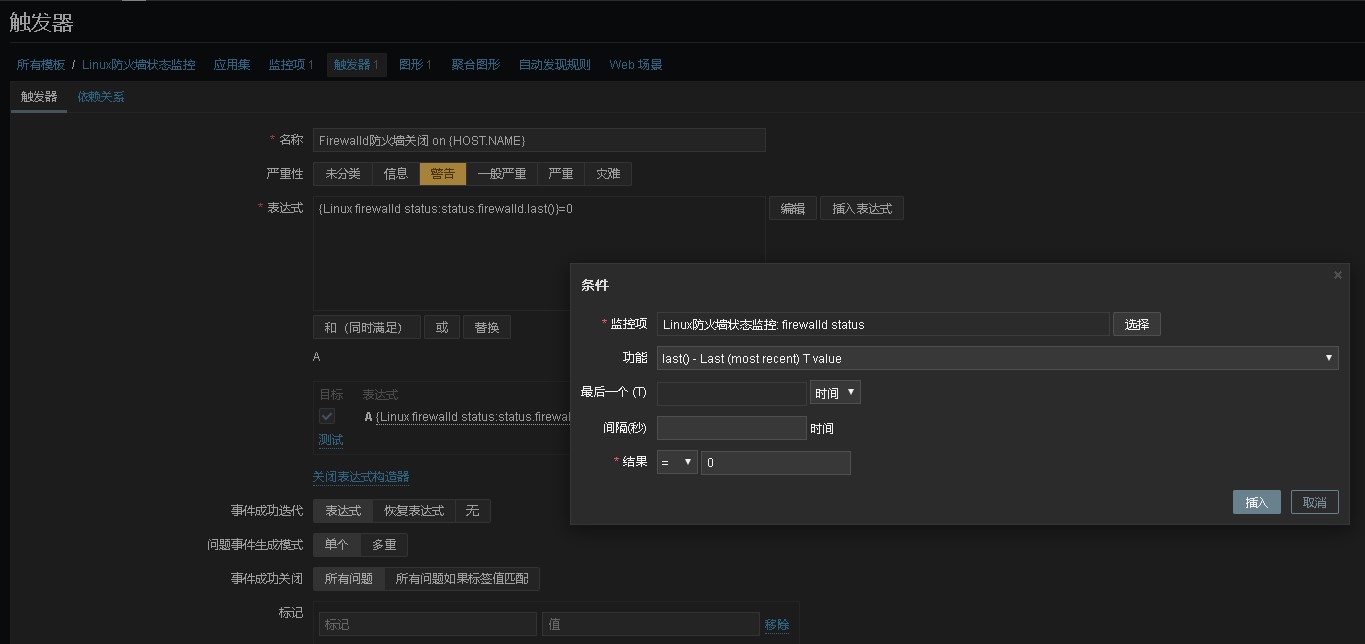 触发器
所有模板 / Linux防火墙状态监控 应用集 监控项 1 触发器 1 图形 1 聚合图形 自动发现规则 Web 场景
触发器 依赖关系
* 名称 Firewalld防火墙关闭 on {HOST.NAME}
严重性 未分类 信息 警告 一般严重 严重 灾难
* 表达式 {Linux firewalld status:status.firewalld.last()}=0 编辑 插入表达式
和（同时满足） 或 替换
A
目标 表达式
A {Linux firewalld status:status.firewal
测试
关闭表达式构造器
事件成功迭代 表达式 恢复表达式 无
问题事件生成模式 单个 多重
事件成功关闭 所有问题 所有问题如果标签值匹配
标记 标记 值 移除
条件 ×
* 监控项 Linux防火墙状态监控: firewalld status 选择
功能 last() - Last (most recent) T value
最后一个 (T) 时间
间隔(秒) 时间
* 结果 = 0
插入 取消